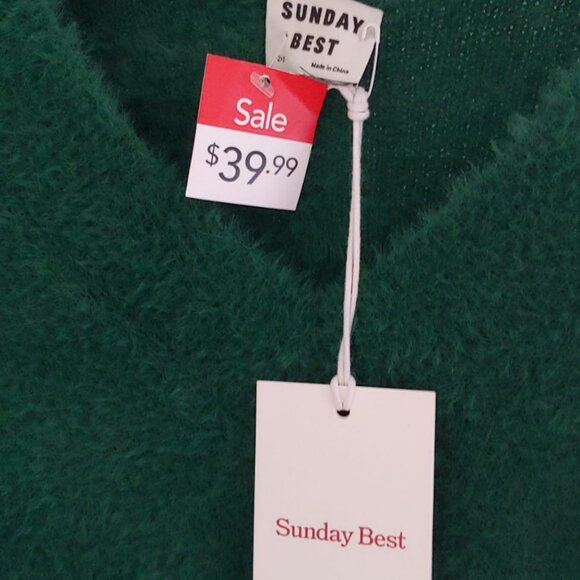 SUNDAY
BEST
Made in China
Sale
$39.99
Sunday Best